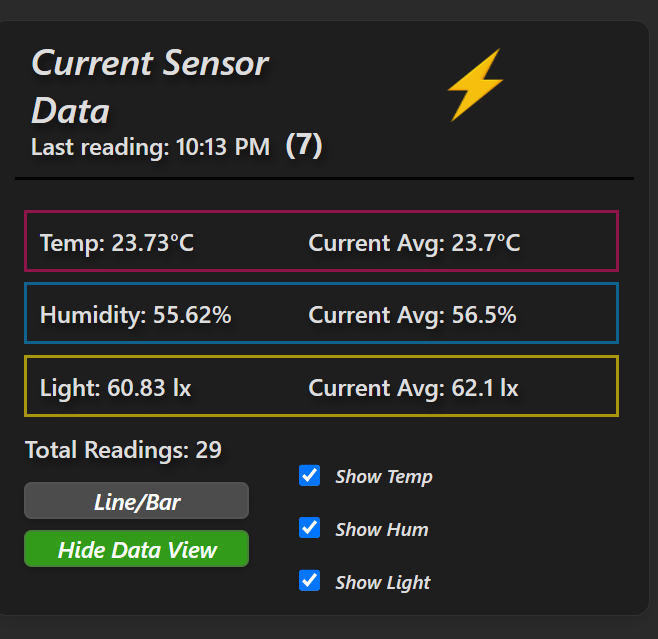 Current Sensor
Data
Last reading: 10:13 PM (7)
Temp: 23.73°C Current Avg: 23.7°C
Humidity: 55.62% Current Avg: 56.5%
Light: 60.83 lx Current Avg: 62.1 lx
Total Readings: 29
Line/Bar
Hide Data View
Show Temp
Show Hum
Show Light